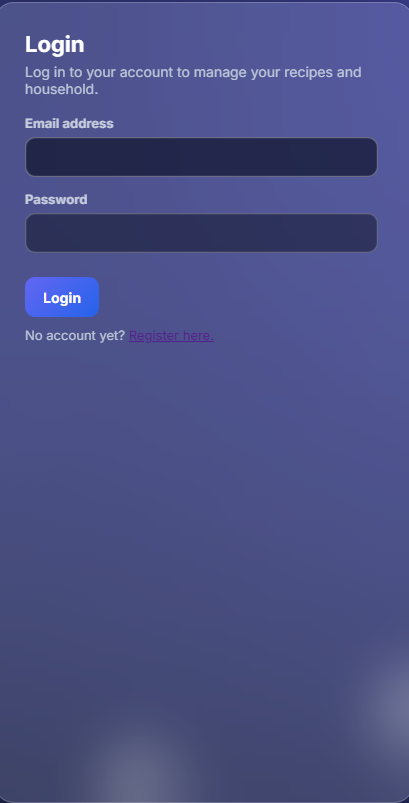 Login
Log in to your account to manage your recipes and
household.
Email address
Password
Login
No account yet? Register here.